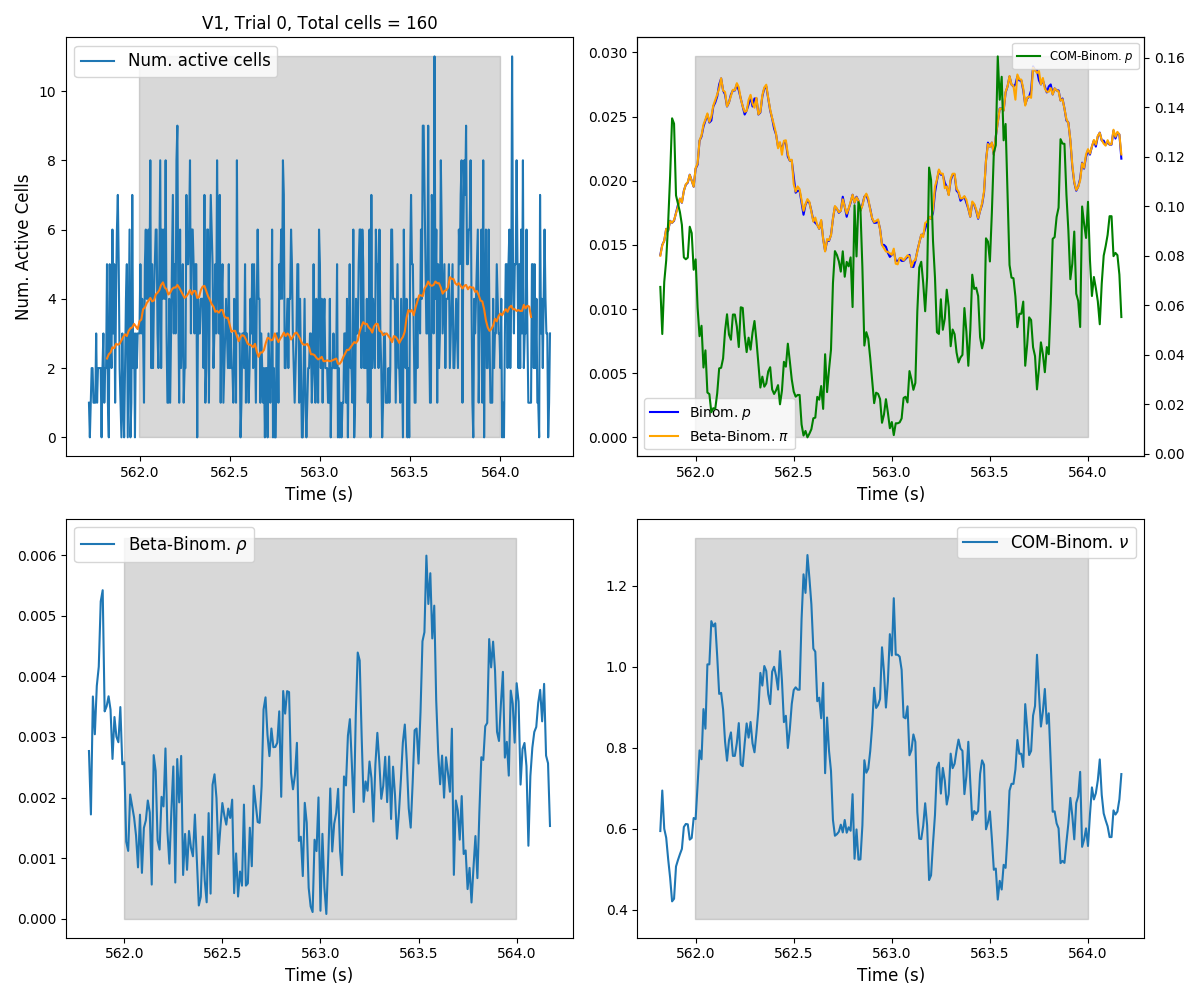 V1, Trial 0, Total cells = 160
Num. active cells
Num. Active Cells
10
8
6
4
2
0
562.0 562.5 563.0 563.5 564.0
Time (s)
COM-Binom. p
0.030
0.025
0.020
0.015
0.010
0.005
0.000
0.16
0.14
0.12
0.10
0.08
0.06
0.04
0.02
0.00
Binom. p
Beta-Binom. π
562.0 562.5 563.0 563.5 564.0
Time (s)
Beta-Binom. ρ
0.006
0.005
0.004
0.003
0.002
0.001
0.000
562.0 562.5 563.0 563.5 564.0
Time (s)
COM-Binom. ν
1.2
1.0
0.8
0.6
0.4
562.0 562.5 563.0 563.5 564.0
Time (s)